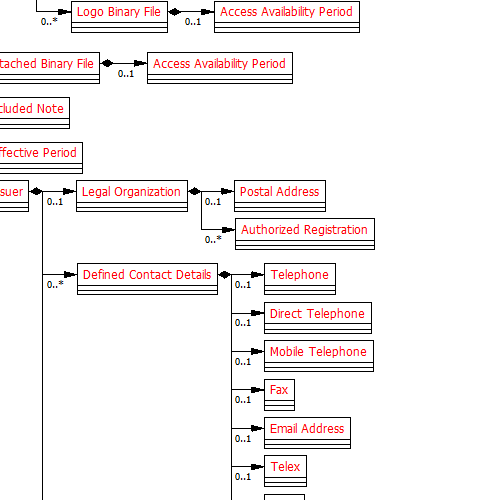 Logo Binary File
Access Availability Period
0..*
0..1
tached Binary File
Access Availability Period
0..1
cluded Note
ffective Period
suer
Legal Organization
Postal Address
0..1
0..1
Authorized Registration
0..*
Defined Contact Details
Telephone
0..*
0..1
Direct Telephone
0..1
Mobile Telephone
0..1
Fax
0..1
Email Address
0..1
Telex
0..1